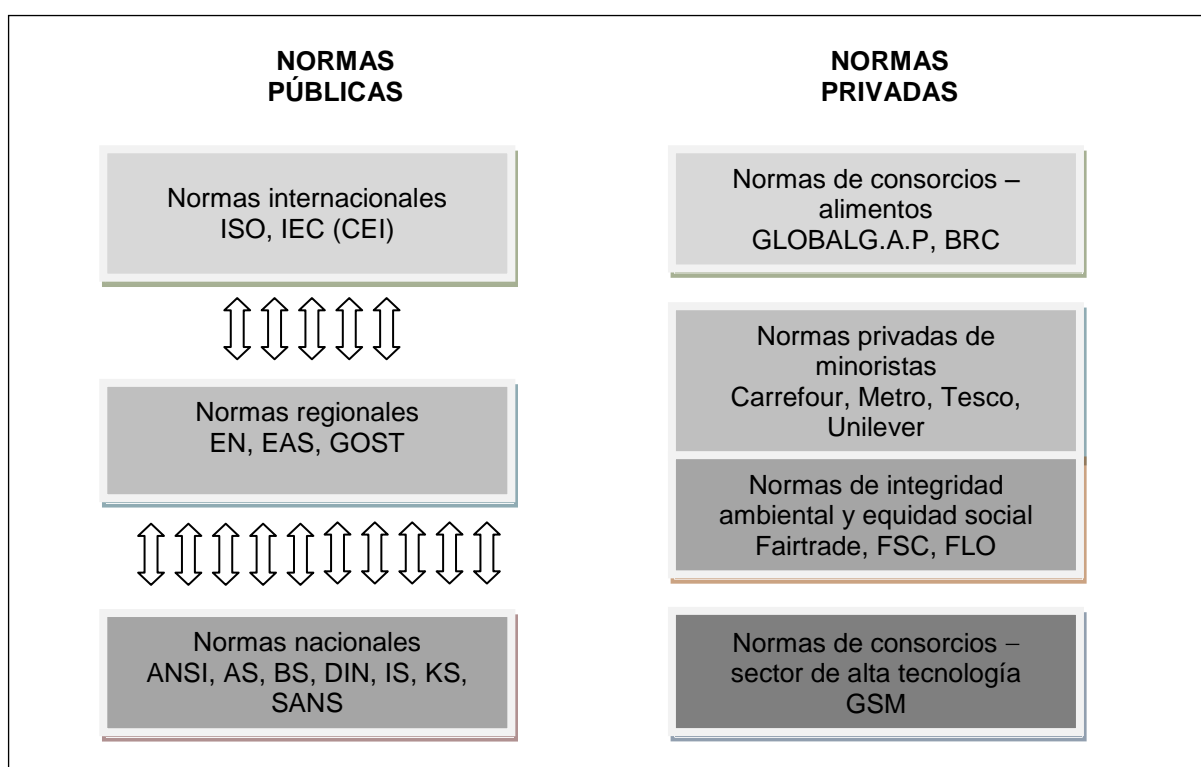 NORMAS
PÚBLICAS
Normas internacionales
ISO, IEC (CEI)
Normas regionales
EN, EAS, GOST
Normas nacionales
ANSI, AS, BS, DIN, IS, KS,
SANS
NORMAS
PRIVADAS
Normas de consorcios –
alimentos
GLOBALG.A.P, BRC
Normas privadas de
minoristas
Carrefour, Metro, Tesco,
Unilever
Normas de integridad
ambiental y equidad social
Fairtrade, FSC, FLO
Normas de consorcios –
sector de alta tecnología
GSM